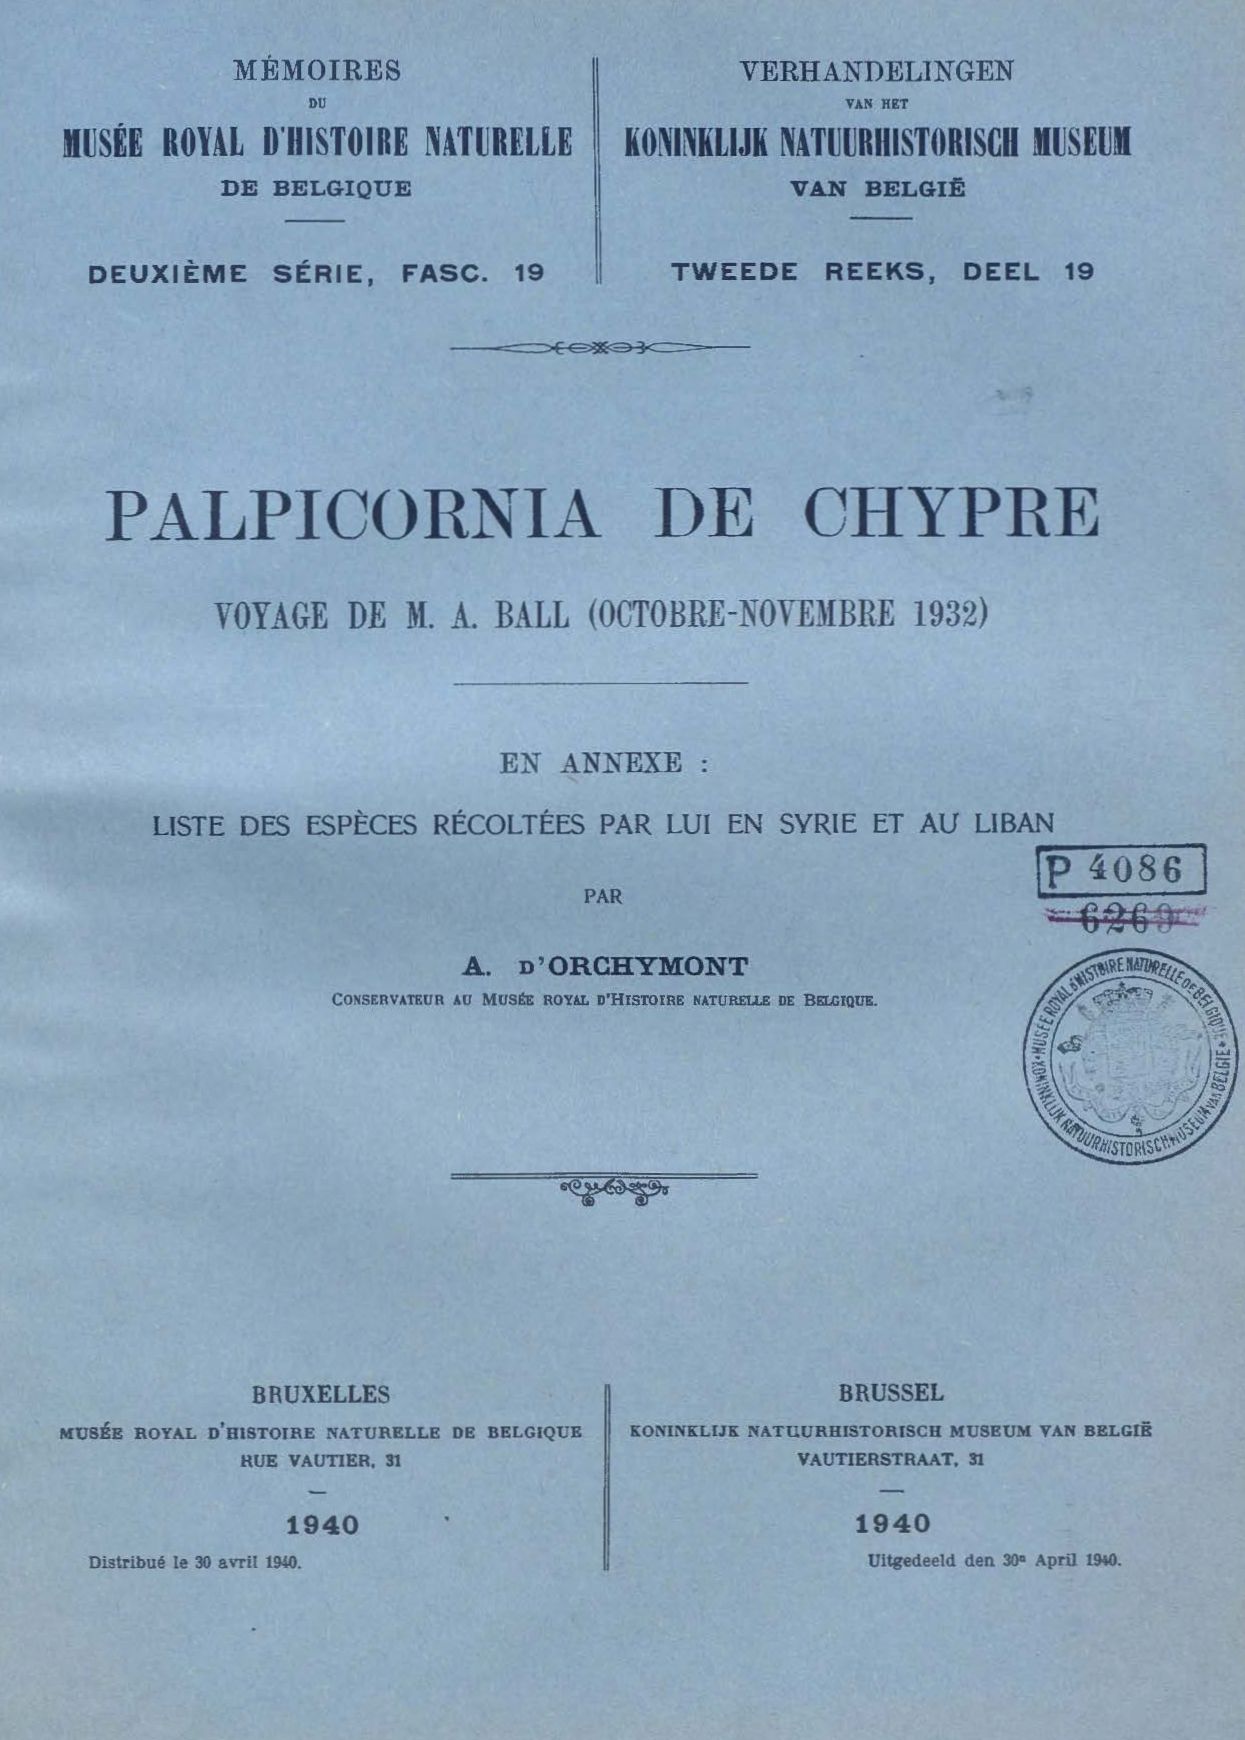 MÉMOIRES
DU
MUSÉE ROYAL D'HISTOIRE NATURELLE
DE BELGIQUE
DEUXIÈME SÉRIE, FASC. 19
VERHANDELINGEN
VAN HET
KONINKLIJK NATUURHISTORISCH MUSEUM
VAN BELGIË
TWEEDE REEKS, DEEL 19
PALPICORNIA DE CHYPRE
VOYAGE DE M. A. BALL (OCTOBRE-NOVEMBRE 1932)
EN ANNEXE :
LISTE DES ESPÈCES RÉCOLTÉES PAR LUI EN SYRIE ET AU LIBAN
P 4086
6269
PAR
A. D'ORCHYMONT
CONSERVATEUR AU MUSÉE ROYAL D'HISTOIRE NATURELLE DE BELGIQUE.
MUSÉE ROYAL D'HISTOIRE NATURELLE DE BELGIQUE
KONINKLIJK NATUURHISTORISCH MUSEUM VAN BELGIE
BRUXELLES
MUSÉE ROYAL D'HISTOIRE NATURELLE DE BELGIQUE
RUE VAUTIER, 31
1940
Distribué le 30 avril 1940.
BRUSSEL
KONINKLIJK NATUURHISTORISCH MUSEUM VAN BELGIË
VAUTIERSTRAAT, 31
1940
Uitgedeeld den 30n April 1940.